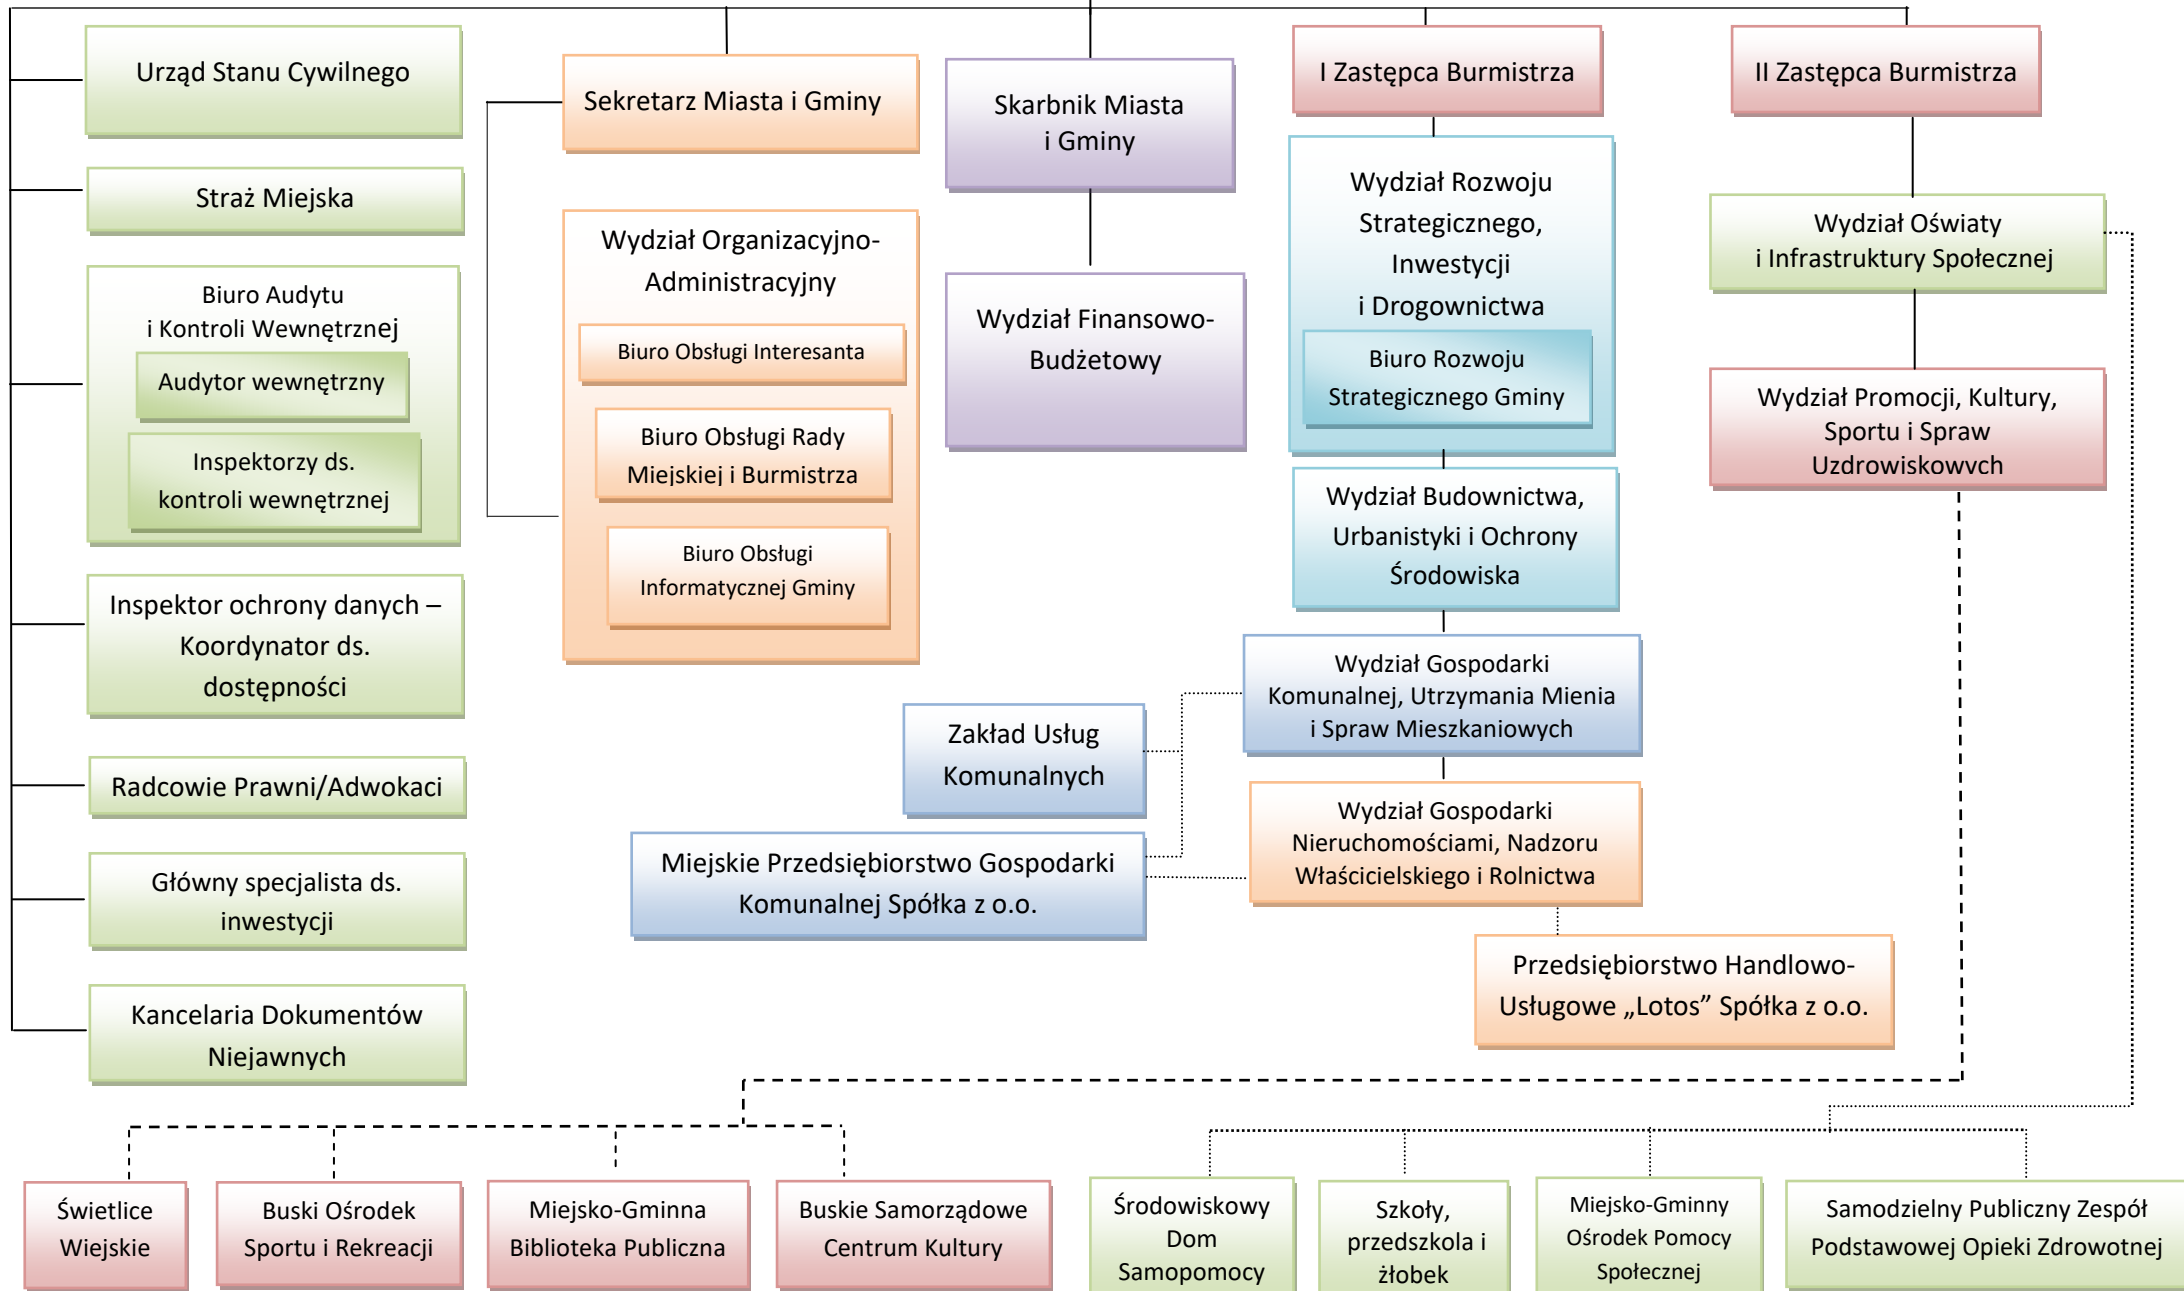 Urząd Stanu Cywilnego
Straż Miejska
Biuro Audytu
i Kontroli Wewnętrznej
Audytor wewnętrzny
Inspektorzy ds.
kontroli wewnętrznej
Inspektor ochrony danych –
Koordynator ds.
dostępności
Radcowie Prawni/Adwokaci
Główny specjalista ds.
inwestycji
Kancelaria Dokumentów
Niejawnych
Sekretarz Miasta i Gminy
Wydział Organizacyjno-
Administracyjny
Biuro Obsługi Interesanta
Biuro Obsługi Rady
Miejskiej i Burmistrza
Biuro Obsługi
Informatycznej Gminy
Skarbnik Miasta
i Gminy
Wydział Finansowo-
Budżetowy
I Zastępca Burmistrza
Wydział Rozwoju
Strategicznego,
Inwestycji
i Drogownictwa
Biuro Rozwoju
Strategicznego Gminy
Wydział Budownictwa,
Urbanistyki i Ochrony
Środowiska
Wydział Gospodarki
Komunalnej, Utrzymania Mienia
i Spraw Mieszkaniowych
Zakład Usług
Komunalnych
Wydział Gospodarki
Nieruchomościami, Nadzoru
Właścicielskiego i Rolnictwa
Miejskie Przedsiębiorstwo Gospodarki
Komunalnej Spółka z o.o.
Przedsiębiorstwo Handlowo-
Usługowe „Lotos” Spółka z o.o.
II Zastępca Burmistrza
Wydział Oświaty
i Infrastruktury Społecznej
Wydział Promocji, Kultury,
Sportu i Spraw
Uzdrowiskowych
Świetlice
Wiejskie
Buski Ośrodek
Sportu i Rekreacji
Miejsko-Gminna
Biblioteka Publiczna
Buskie Samorządowe
Centrum Kultury
Środowiskowy
Dom
Samopomocy
Szkoły,
przedszkola i
żłobek
Miejsko-Gminny
Ośrodek Pomocy
Społecznej
Samodzielny Publiczny Zespół
Podstawowej Opieki Zdrowotnej